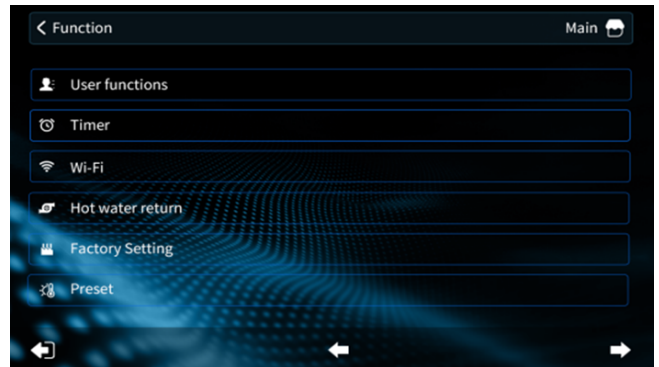 Function
Main
User functions
Timer
Wi-Fi
Hot water return
Factory Setting
Preset